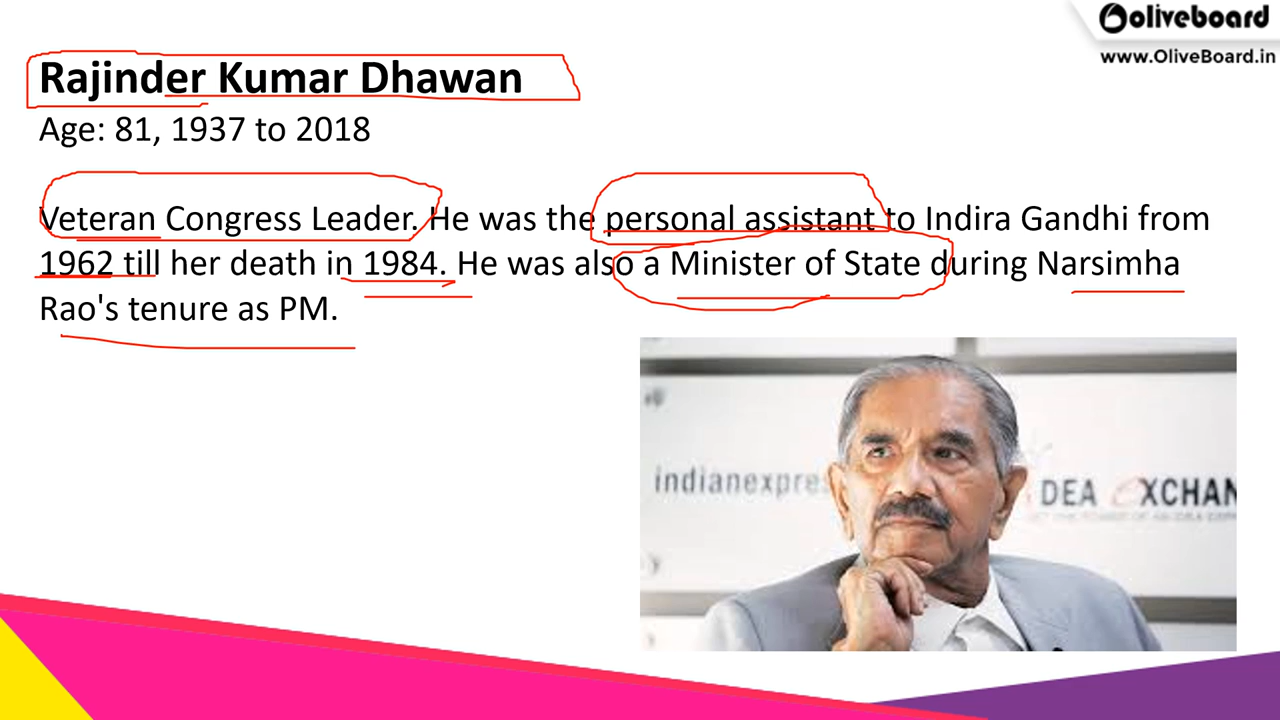 oliveboard
www.OliveBoard.in
Rajinder Kumar Dhawan
Age: 81, 1937 to 2018
Veteran Congress Leader. He was the personal assistant to Indira Gandhi from
1962 till her death in 1984. He was also a Minister of State during Narsimha
Rao's tenure as PM.
indianexpre
DEA EXCHAN